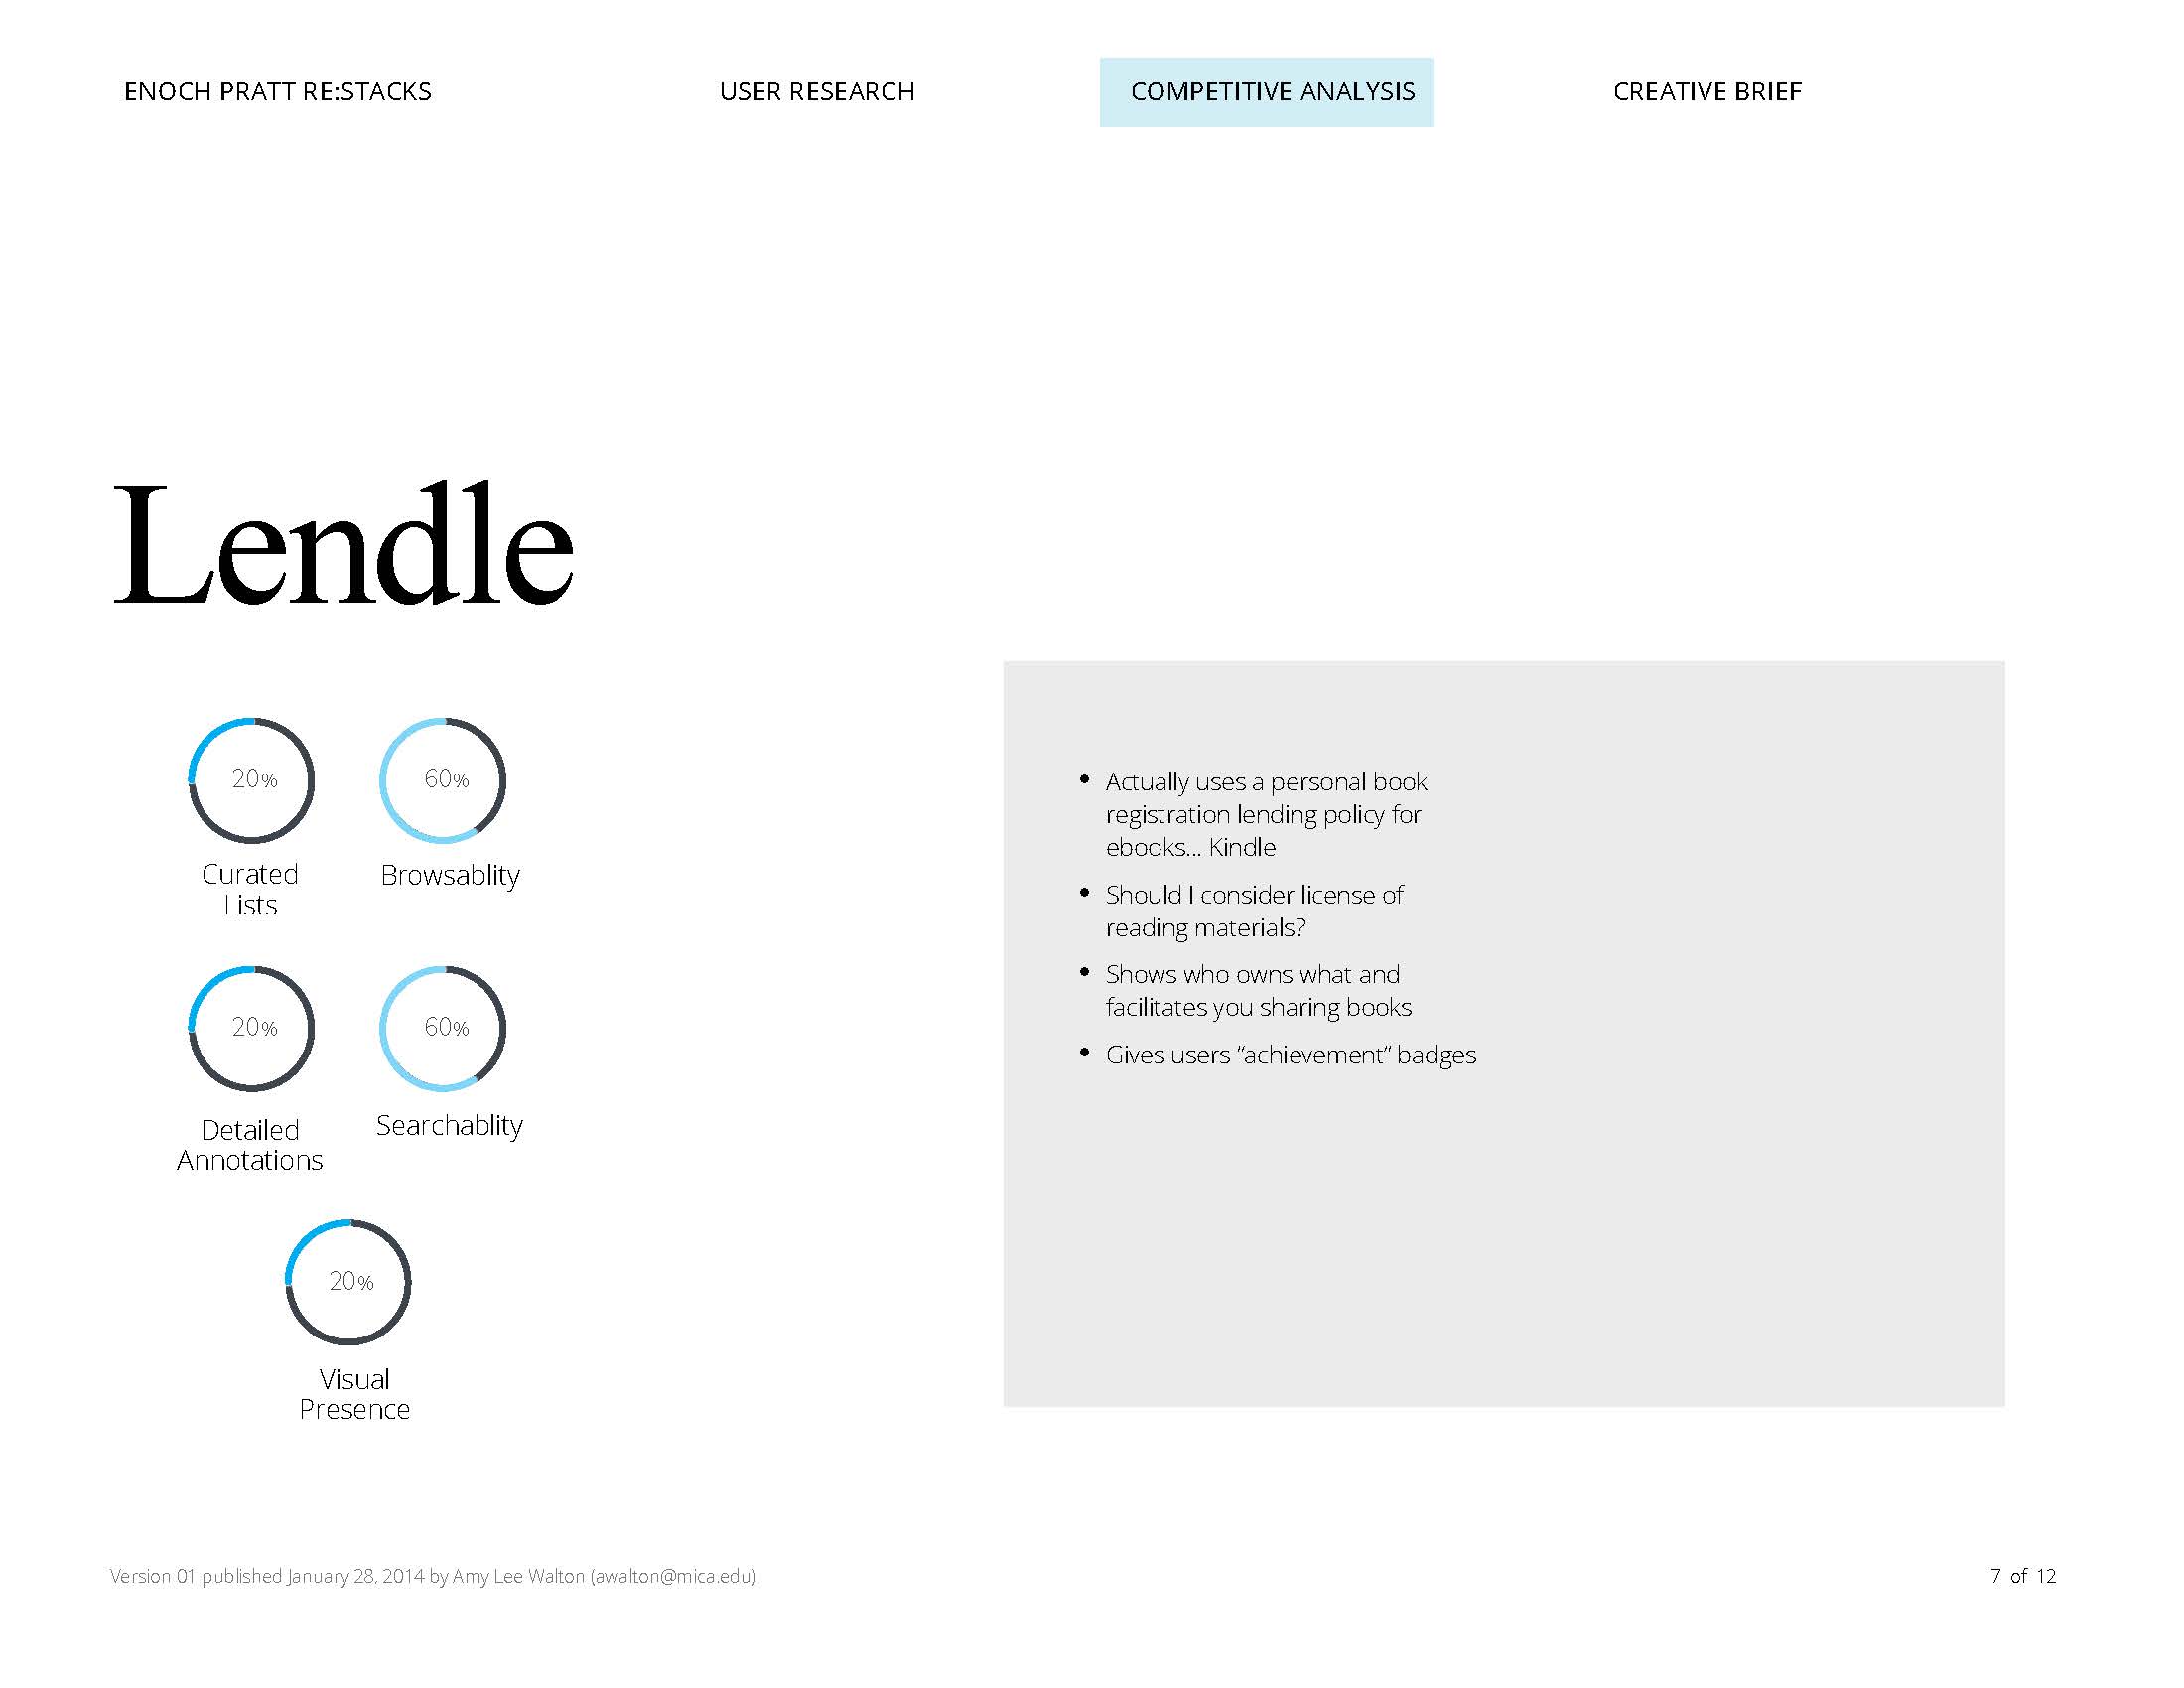 ENOCH PRATT RE:STACKS
USER RESEARCH
COMPETITIVE ANALYSIS
CREATIVE BRIEF
Lendle
20%
Curated
Lists
60%
Browsablity
20%
Detailed
Annotations
60%
Searchablity
20%
Visual
Presence
• Actually uses a personal book
registration lending policy for
ebooks... Kindle
• Should I consider license of
reading materials?
• Shows who owns what and
facilitates you sharing books
• Gives users “achievement” badges
Version 01 published January 28, 2014 by Amy Lee Walton (awalton@mica.edu)
7 of 12